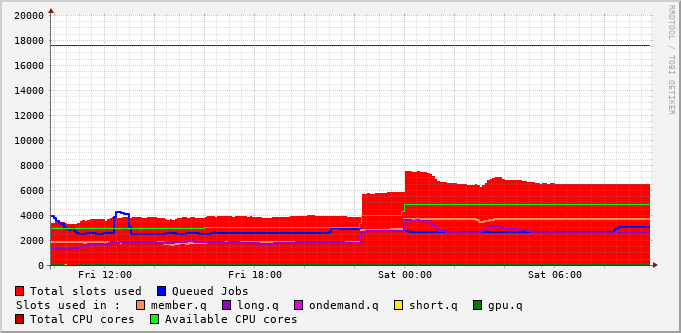 20000
18000
16000
14000
12000
10000
8000
6000
4000
2000
0
Fri 12:00 Fri 18:00 Sat 00:00 Sat 06:00
RRDTOOL / TOBI OETIKER
Total slots used Queued Jobs
Slots used in : member.q long.q ondemand.q short.q gpu.q
Total CPU cores Available CPU cores